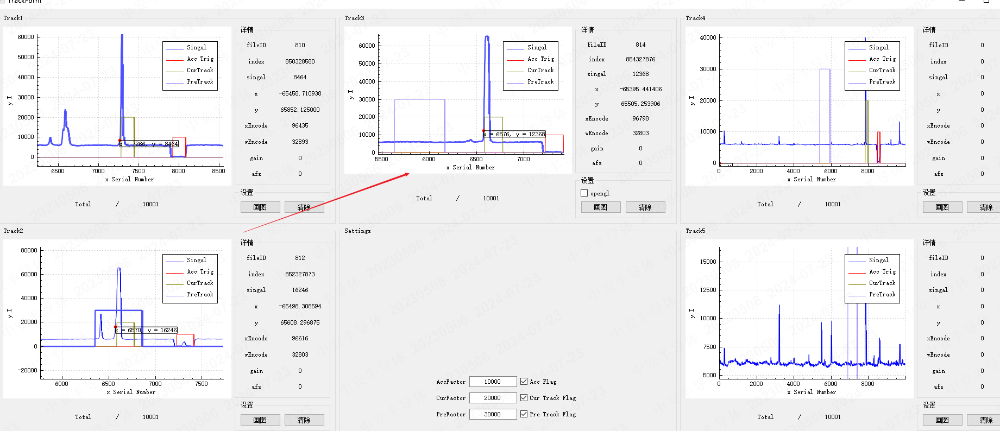 TrackForm
Track1
60000
50000
40000
30000
20000
10000
0
y I
6500 7000 7500 8000 8500
x Serial Number
Singal
Acc Trig
CurTrack
PreTrack
x = 7266, y = 8464
Total / 10001
详情
fileID 810
index 850328580
singal 8464
x -65458.710938
y 65852.125000
xEncode 96435
wEncode 32893
gain 0
afs 0
设置
画图 清除
Track3
60000
50000
40000
30000
20000
10000
0
y I
5500 6000 6500 7000
x Serial Number
Singal
Acc Trig
CurTrack
PreTrack
x = 6576, y = 12368
Total / 10001
详情
fileID 814
index 854327876
singal 12368
x -65395.441406
y 65505.253906
xEncode 96798
wEncode 32803
gain 0
afs 0
设置
opengl
画图 清除
Track4
40000
30000
20000
10000
0
y I
0 2000 4000 6000 8000
x Serial Number
Singal
Acc Trig
CurTrack
PreTrack
Total / 10001
详情
fileID 0
index 0
singal 0
x 0
y 0
xEncode 0
wEncode 0
gain 0
afs 0
设置
画图 清除
Track2
80000
60000
40000
20000
0
-20000
y I
6000 6500 7000 7500
x Serial Number
Singal
Acc Trig
CurTrack
PreTrack
x = 6570, y = 16246
Total / 10001
详情
fileID 812
index 852327873
singal 16246
x -65498.308594
y 65608.296875
xEncode 96616
wEncode 32803
gain 0
afs 0
设置
画图 清除
Settings
AccFactor 10000 Acc Flag
CurFactor 20000 Cur Track Flag
PreFactor 30000 Pre Track Flag
Track5
15000
12500
10000
7500
5000
y I
0 2000 4000 6000 8000
x Serial Number
Singal
Acc Trig
CurTrack
PreTrack
Total / 10001
详情
fileID 0
index 0
singal 0
x 0
y 0
xEncode 0
wEncode 0
gain 0
afs 0
设置
画图 清除